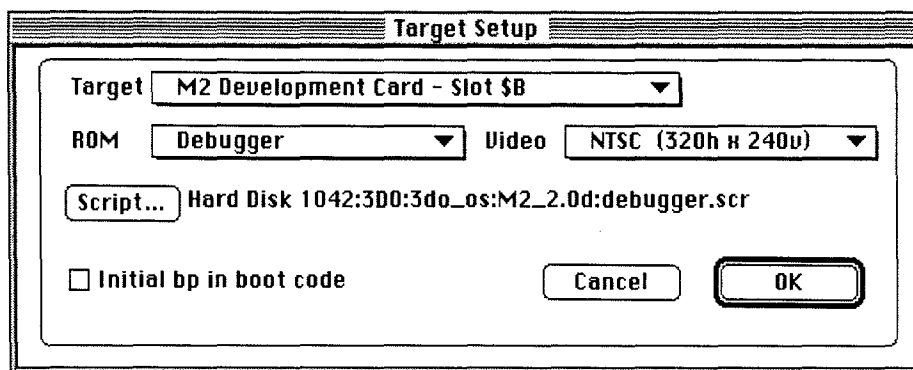 Target Setup
Target M2 Development Card - Slot $B
ROM Debugger Video NTSC (320h x 240v)
Script... Hard Disk 1042:3DO:3do_os:M2_2.0d:debugger.scr
Initial bp in boot code Cancel OK